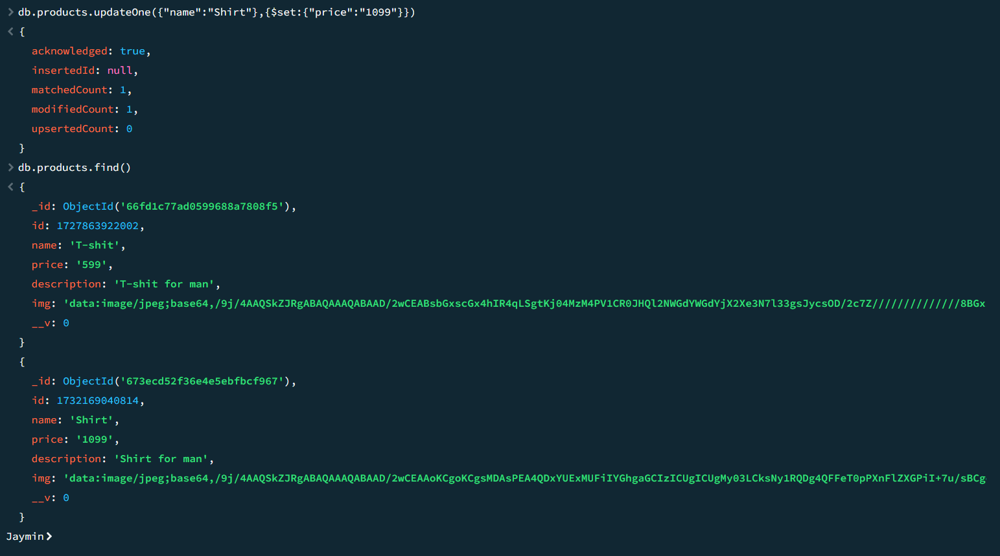 > db.products.updateOne({"name":"Shirt"},{$set:{"price":"1099"}})
< {
acknowledged: true,
insertedId: null,
matchedCount: 1,
modifiedCount: 1,
upsertedCount: 0
}
> db.products.find()
< {
_id: ObjectId('66fd1c77ad0599688a7808f5'),
id: 1727863922002,
name: 'T-shit',
price: '599',
description: 'T-shit for man',
img: 'data:image/jpeg;base64,/9j/4AAQSkZJRgABAQAAAQABAAD/2wCEABsbGxscGx4hIR4qLSgtKj04MzM4PV1CR0JHQl2NWGdYWGdYjX2Xe3N7l33gsJycsOD/2c7Z//////////////8BGx
__v: 0
}
{
_id: ObjectId('673ecd52f36e4e5ebfbcf967'),
id: 1732169040814,
name: 'Shirt',
price: '1099',
description: 'Shirt for man',
img: 'data:image/jpeg;base64,/9j/4AAQSkZJRgABAQAAAQABAAD/2wCEAAoKCgoKCgsMDAsPEA4QDxYUExMUFiIYGhgaGCIzICUgICUgMy03LCksNy1RQDg4QFFeT0pPXnFlZXGPiI+7u/sBCg
__v: 0
}
Jaymin>